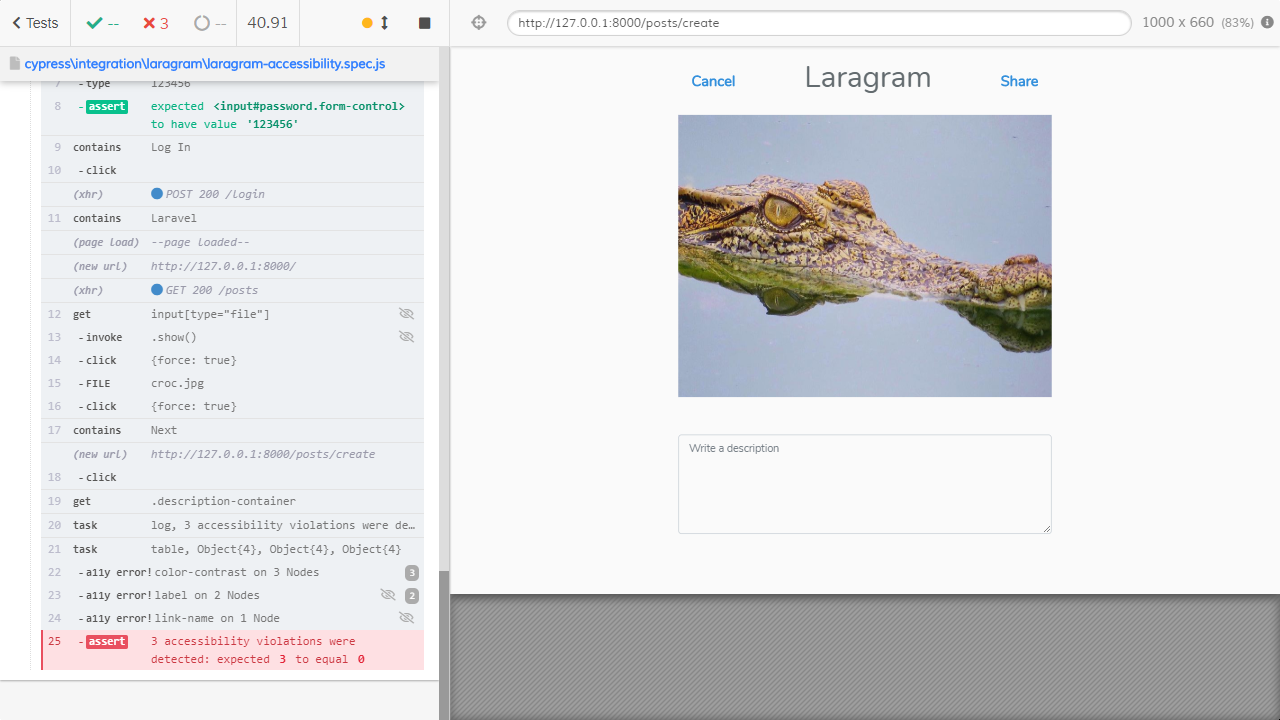 Tests
--
3
--
40.91
http://127.0.0.1:8000/posts/create
1000 x 660 (83%)
cypress\integration\laragram\laragram-accessibility.spec.js
7 -type 123456
8 -assert expected <input#password.form-control>
to have value '123456'
9 contains Log In
10 -click
(xhr) POST 200 /login
11 contains Laravel
(page load) --page loaded--
(new url) http://127.0.0.1:8000/
(xhr) GET 200 /posts
12 get input[type="file"]
13 -invoke .show()
14 -click {force: true}
15 -FILE croc.jpg
16 -click {force: true}
17 contains Next
(new url) http://127.0.0.1:8000/posts/create
18 -click
19 get .description-container
20 task log, 3 accessibility violations were de…
21 task table, Object{4}, Object{4}, Object{4}
22 -a11y error! color-contrast on 3 Nodes 3
23 -a11y error! label on 2 Nodes 2
24 -a11y error! link-name on 1 Node
25 -assert 3 accessibility violations were
detected: expected 3 to equal 0
Cancel
Laragram
Share
Write a description